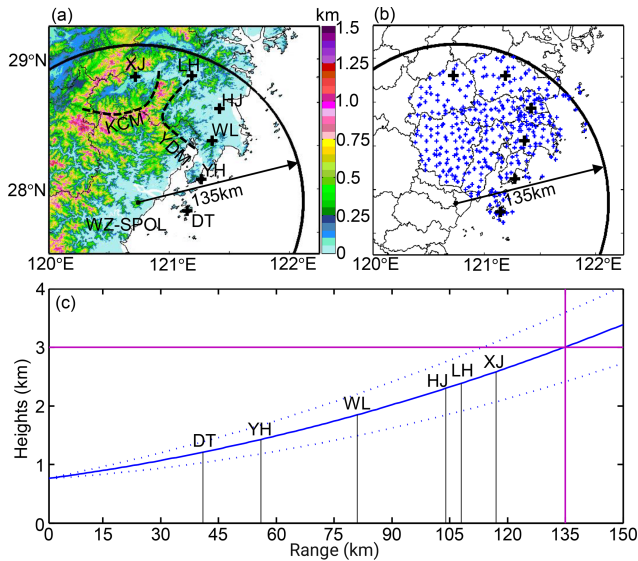 (a)
km
(b)
29°N
28°N
XJ
LH
HJ
KCM
WL
YDM
YH
135km
WZ-SPOL
DT
1.5
1.25
1.0
0.75
0.5
0.25
0
120°E
121°E
122°E
135km
120°E
121°E
122°E
(c)
Heights (km)
4
3
2
1
0
DT
YH
WL
HJ
LH
XJ
0
15
30
45
60
75
90
105
120
135
150
Range (km)